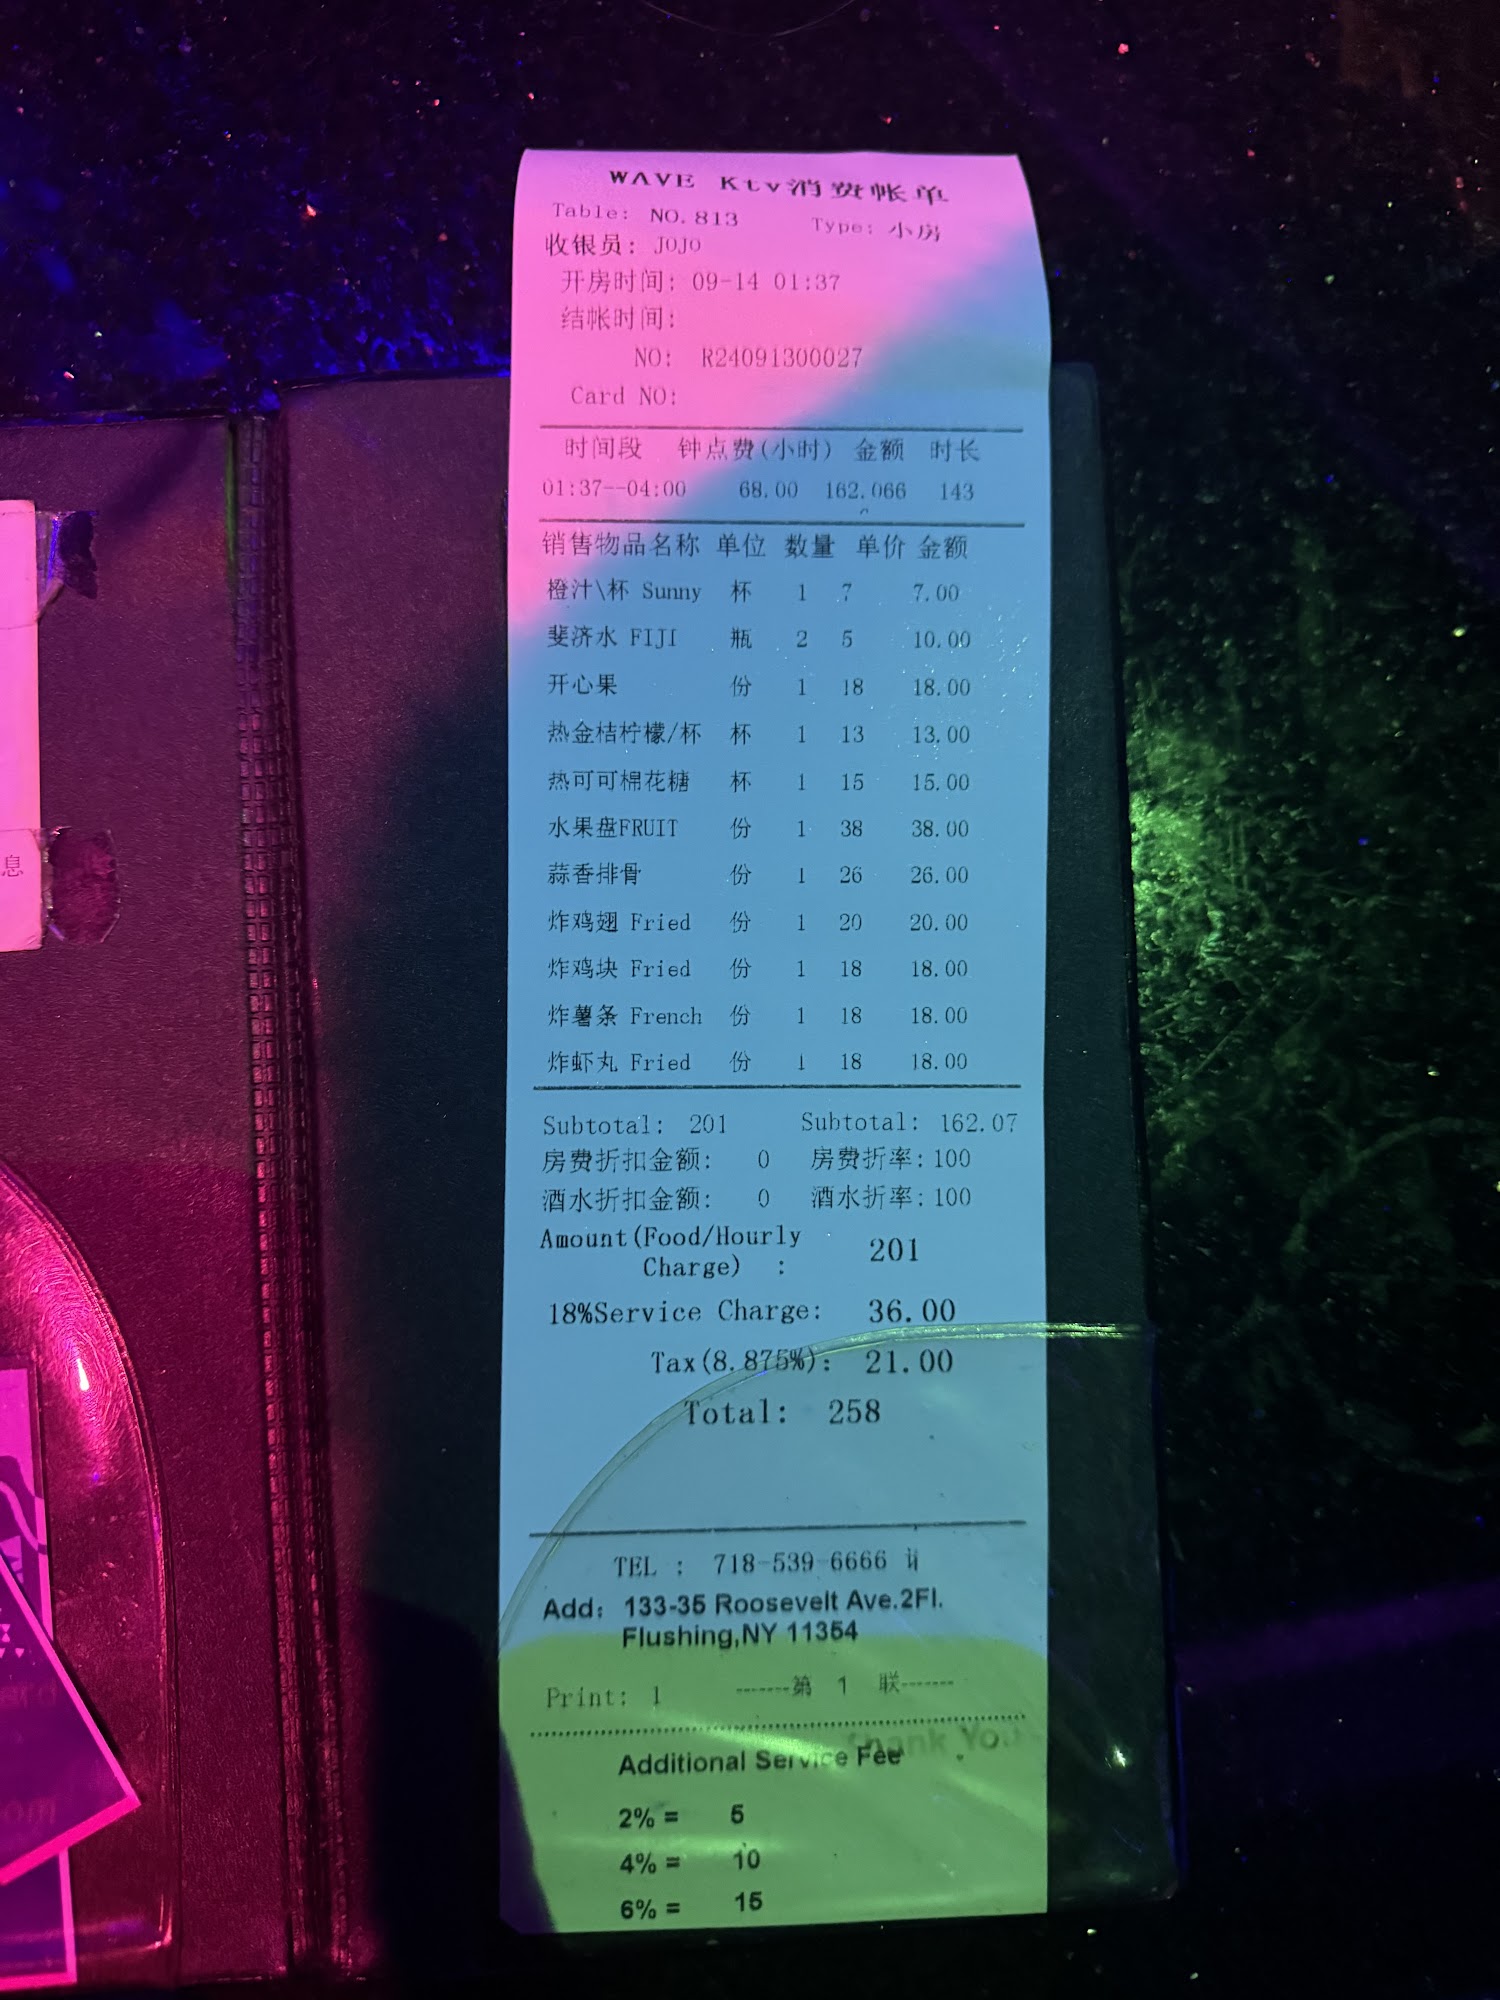 WAVE Ktv消费帐单
Table: NO.813 Type: 小房
收银员: JOJO
开房时间: 09-14 01:37
结帐时间:
NO: R24091300027
Card NO:
时间段 钟点费(小时) 金额 时长
01:37--04:00 68.00 162.066 143
销售物品名称 单位 数量 单价 金额
橙汁\杯 Sunny 杯 1 7 7.00
斐济水 FIJI 瓶 2 5 10.00
开心果 份 1 18 18.00
热金桔柠檬/杯 杯 1 13 13.00
热可可棉花糖 杯 1 15 15.00
水果盘FRUIT 份 1 38 38.00
蒜香排骨 份 1 26 26.00
炸鸡翅 Fried 份 1 20 20.00
炸鸡块 Fried 份 1 18 18.00
炸薯条 French 份 1 18 18.00
炸虾丸 Fried 份 1 18 18.00
Subtotal: 201 Subtotal: 162.07
房费折扣金额: 0 房费折率:100
酒水折扣金额: 0 酒水折率:100
Amount(Food/Hourly
Charge) : 201
18%Service Charge: 36.00
Tax(8.875%): 21.00
Total: 258
TEL : 718-539-6666
Add: 133-35 Roosevelt Ave.2Fl.
Flushing,NY 11354
Print: 1 -------第 1 联-------
Thank You
Additional Service Fee
2% = 5
4% = 10
6% = 15
息